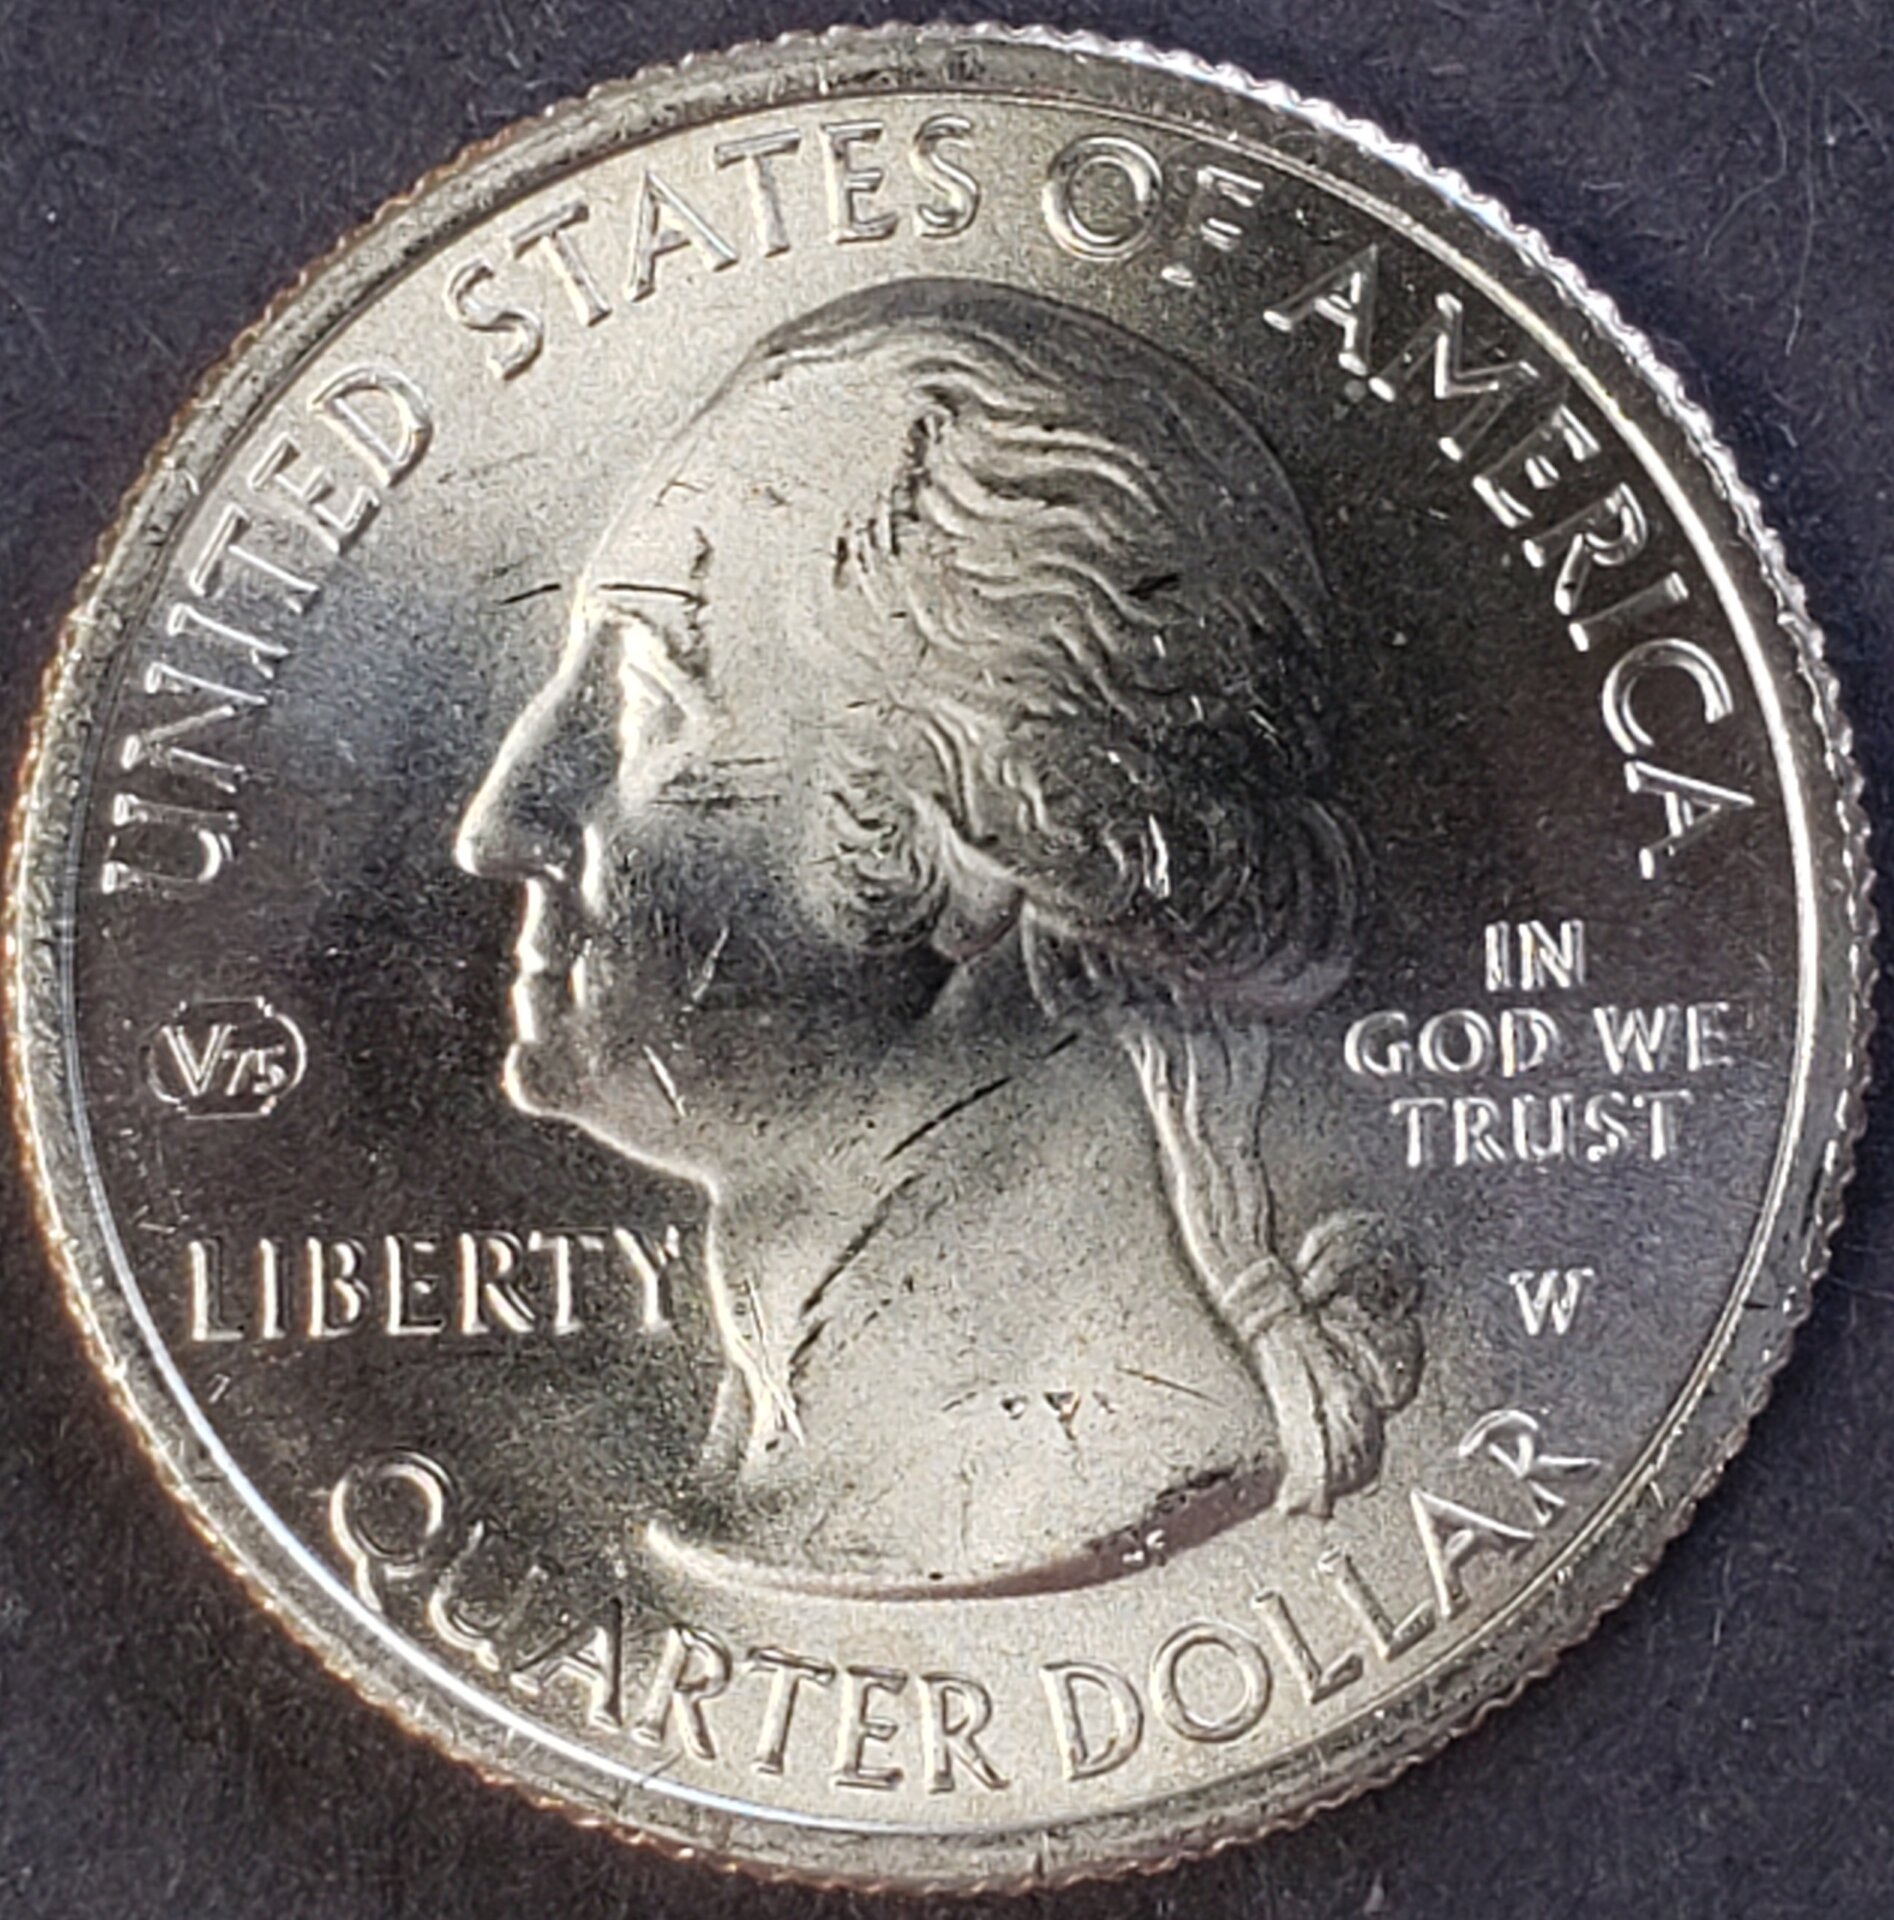 UNITED STATES OF AMERICA
IN
GOD WE
TRUST
V75
LIBERTY
W
QUARTER DOLLAR